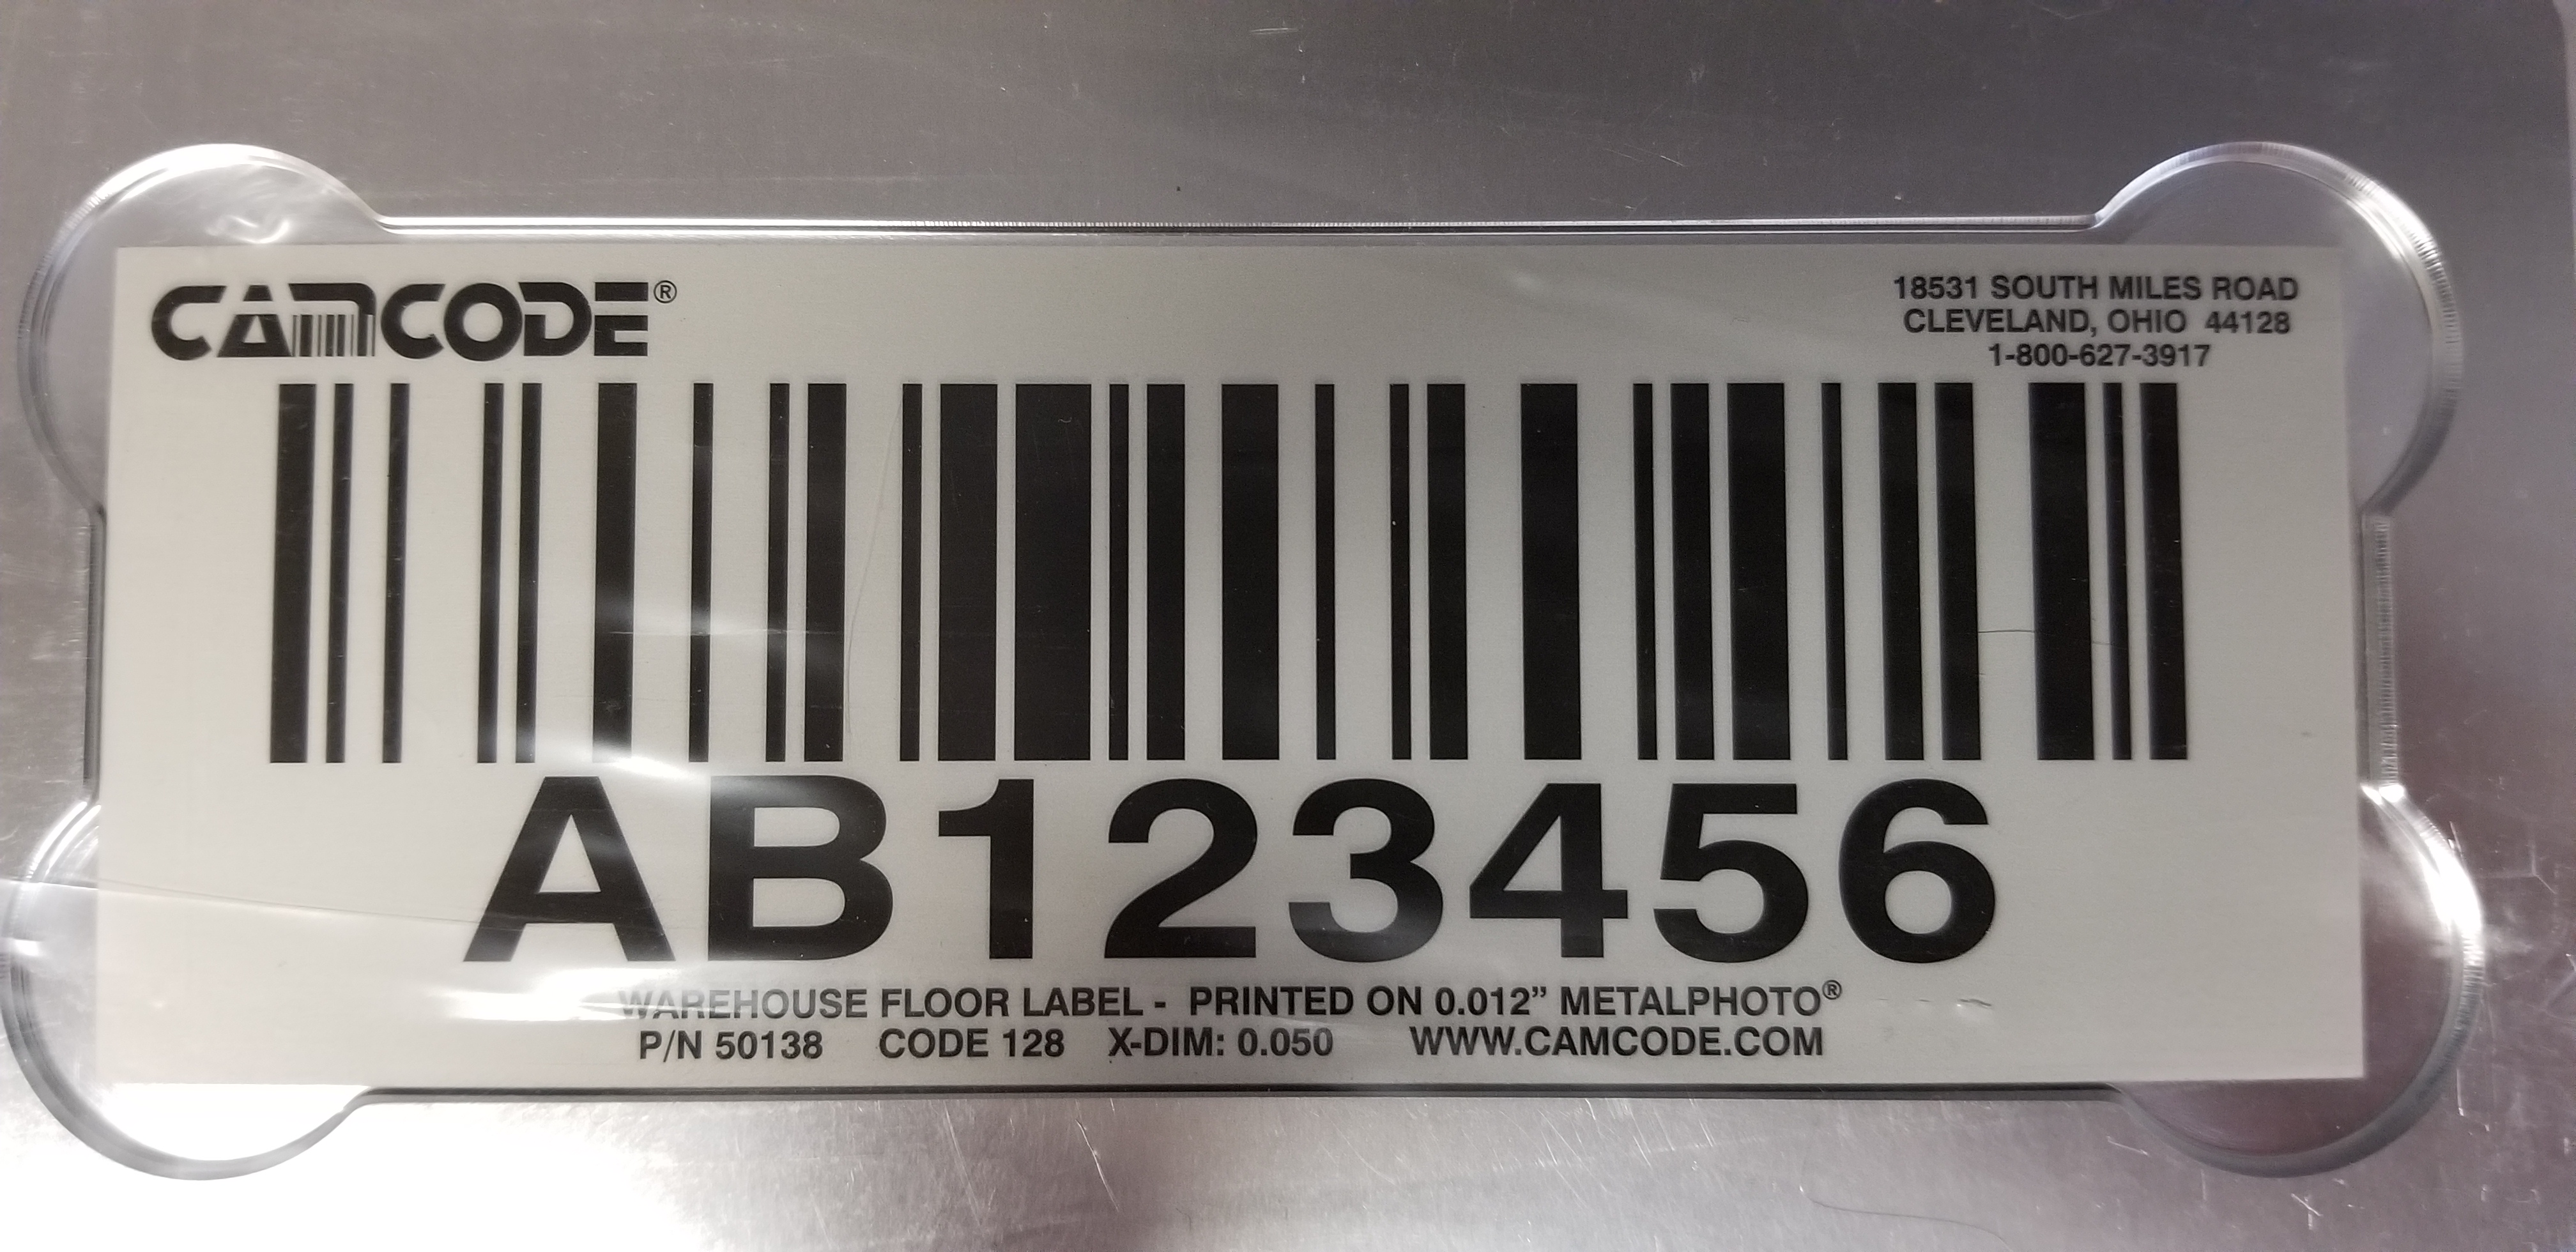 CAMCODE®
18531 SOUTH MILES ROAD
CLEVELAND, OHIO 44128
1-800-627-3917
AB123456
WAREHOUSE FLOOR LABEL - PRINTED ON 0.012” METALPHOTO®
P/N 50138 CODE 128 X-DIM: 0.050 WWW.CAMCODE.COM